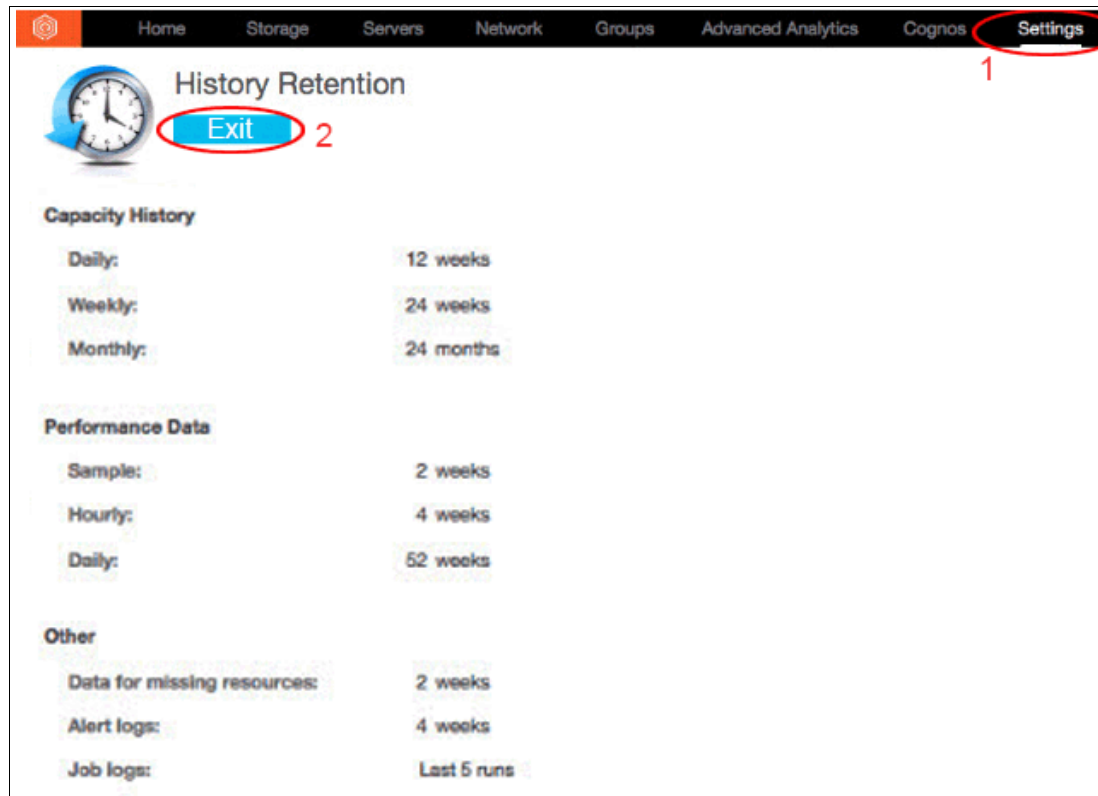 Home Storage Servers Network Groups Advanced Analytics Cognos Settings
1
History Retention
Exit 2
Capacity History
Daily: 12 weeks
Weekly: 24 weeks
Monthly: 24 months
Performance Data
Sample: 2 weeks
Hourly: 4 weeks
Daily: 52 weeks
Other
Data for missing resources: 2 weeks
Alert logs: 4 weeks
Job logs: Last 5 runs